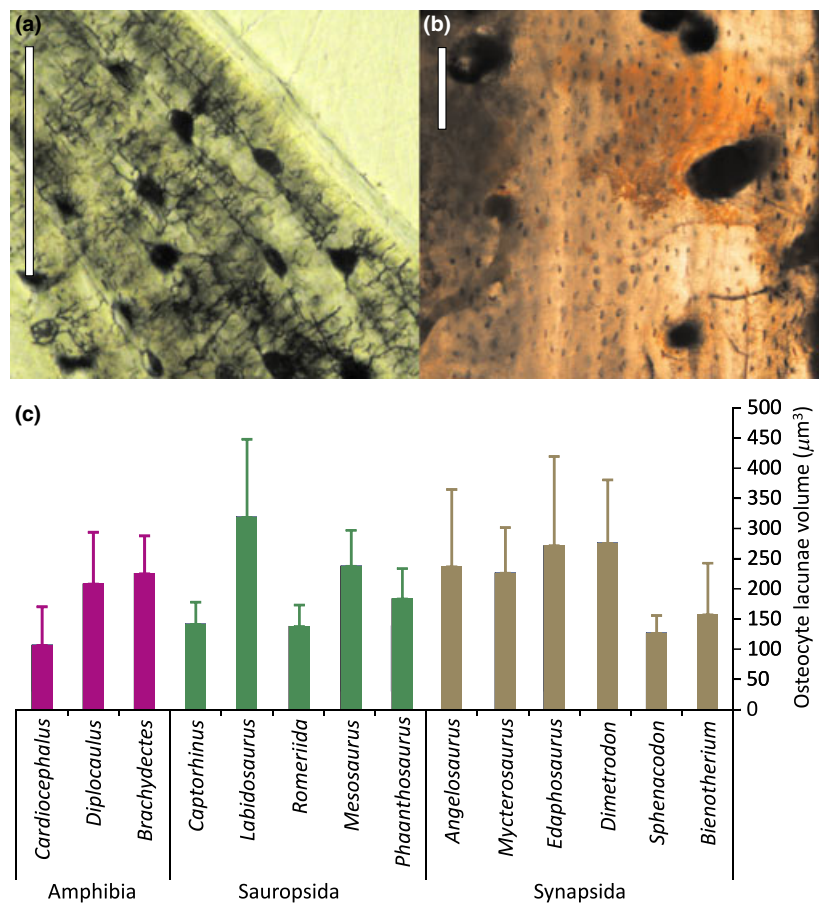 (a)
(b)
(c)
500
450
400
350
300
250
200
150
100
50
0
Osteocyte lacunae volume (μm³)
Cardiocephalus
Diplocaulus
Brachydectes
Captorhinus
Labidosaurus
Romeriida
Mesosaurus
Phaanthosaurus
Angelosaurus
Mycterosaurus
Edaphosaurus
Dimetrodon
Sphenacodon
Bienotherium
Amphibia
Sauropsida
Synapsida